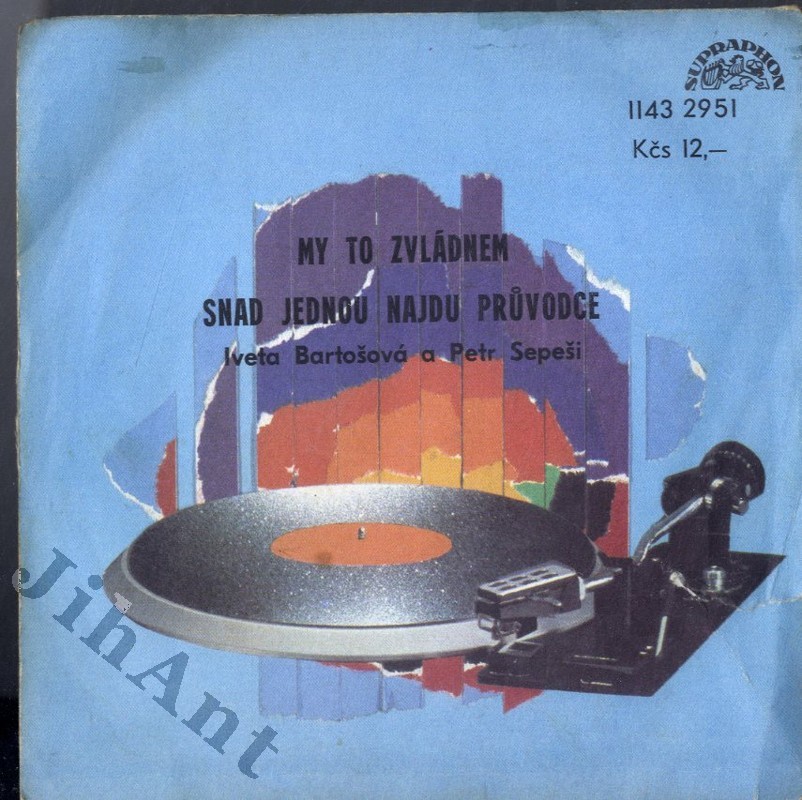 SUPRAPHON
1143 2951
Kčs 12,—
MY TO ZVLÁDNEM
SNAD JEDNOU NAJDU PRŮVODCE
Iveta Bartošová a Petr Sepeši
JihAnt